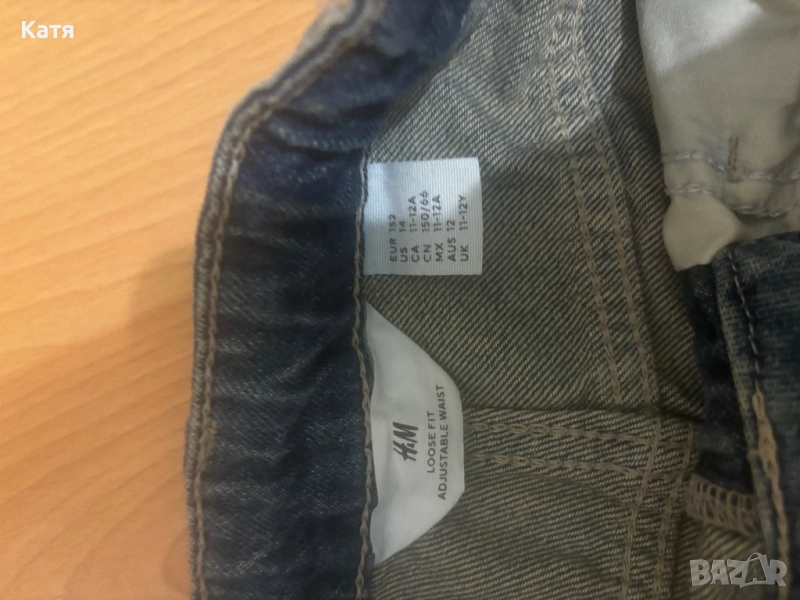 Катя
EUR 152
US 14
CA 11-12A
CN 150/66
MX 11-12A
AUS 12
UK 11-12Y
H&M
LOOSE FIT
ADJUSTABLE WAIST
BAZAR